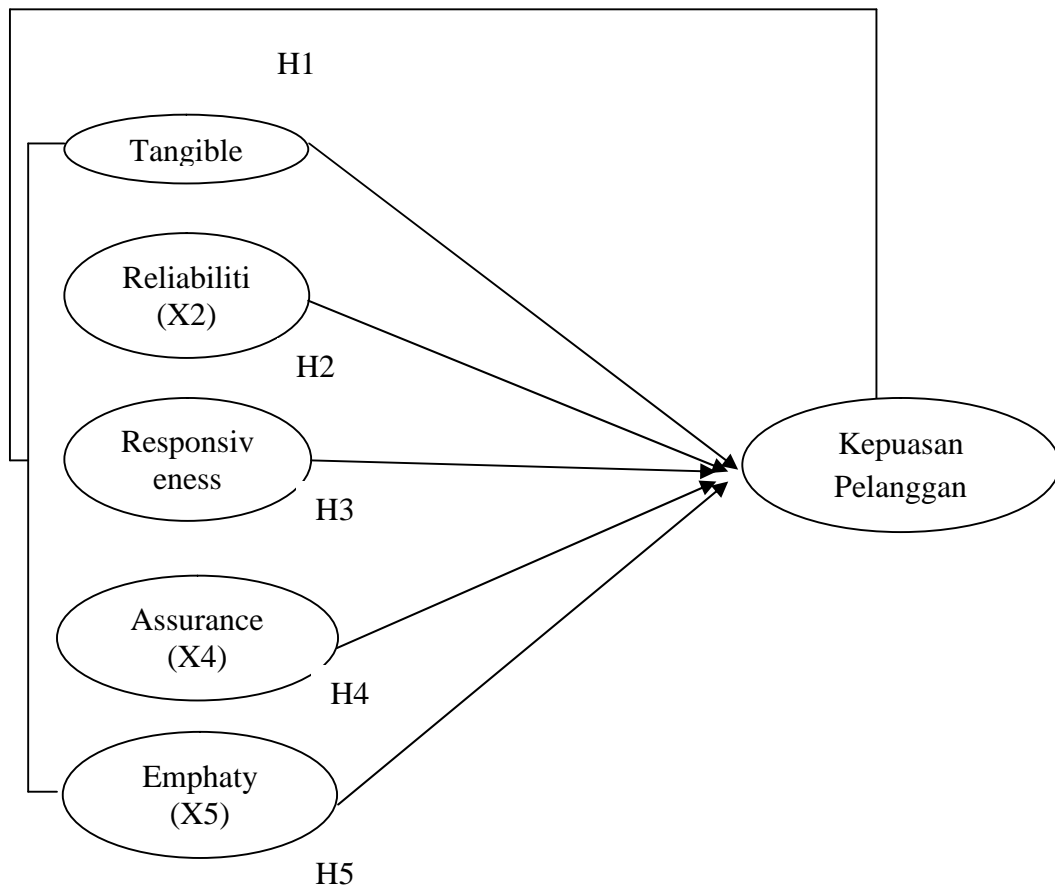 H1
Tangible
Reliabiliti
(X2)
H2
Responsiv
eness
H3
Kepuasan
Pelanggan
Assurance
(X4)
H4
Emphaty
(X5)
H5